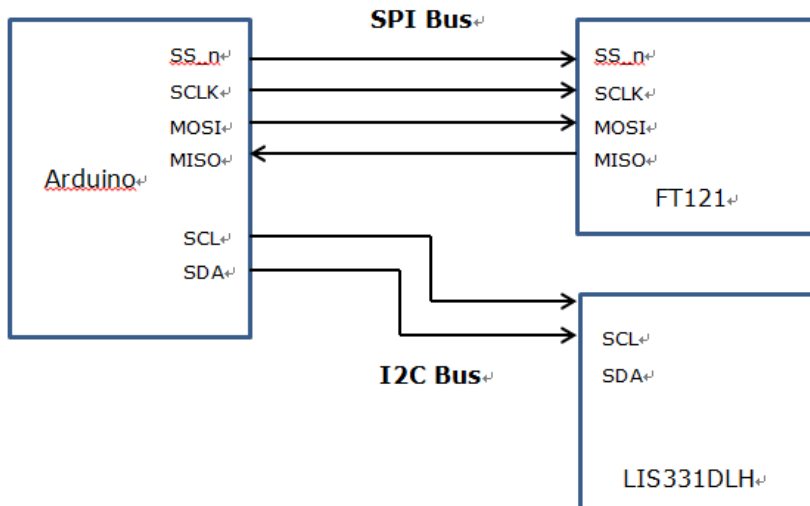 SPI Bus
Arduino
SS_n
SCLK
MOSI
MISO
SCL
SDA
SS_n
SCLK
MOSI
MISO
FT121
I2C Bus
SCL
SDA
LIS331DLH